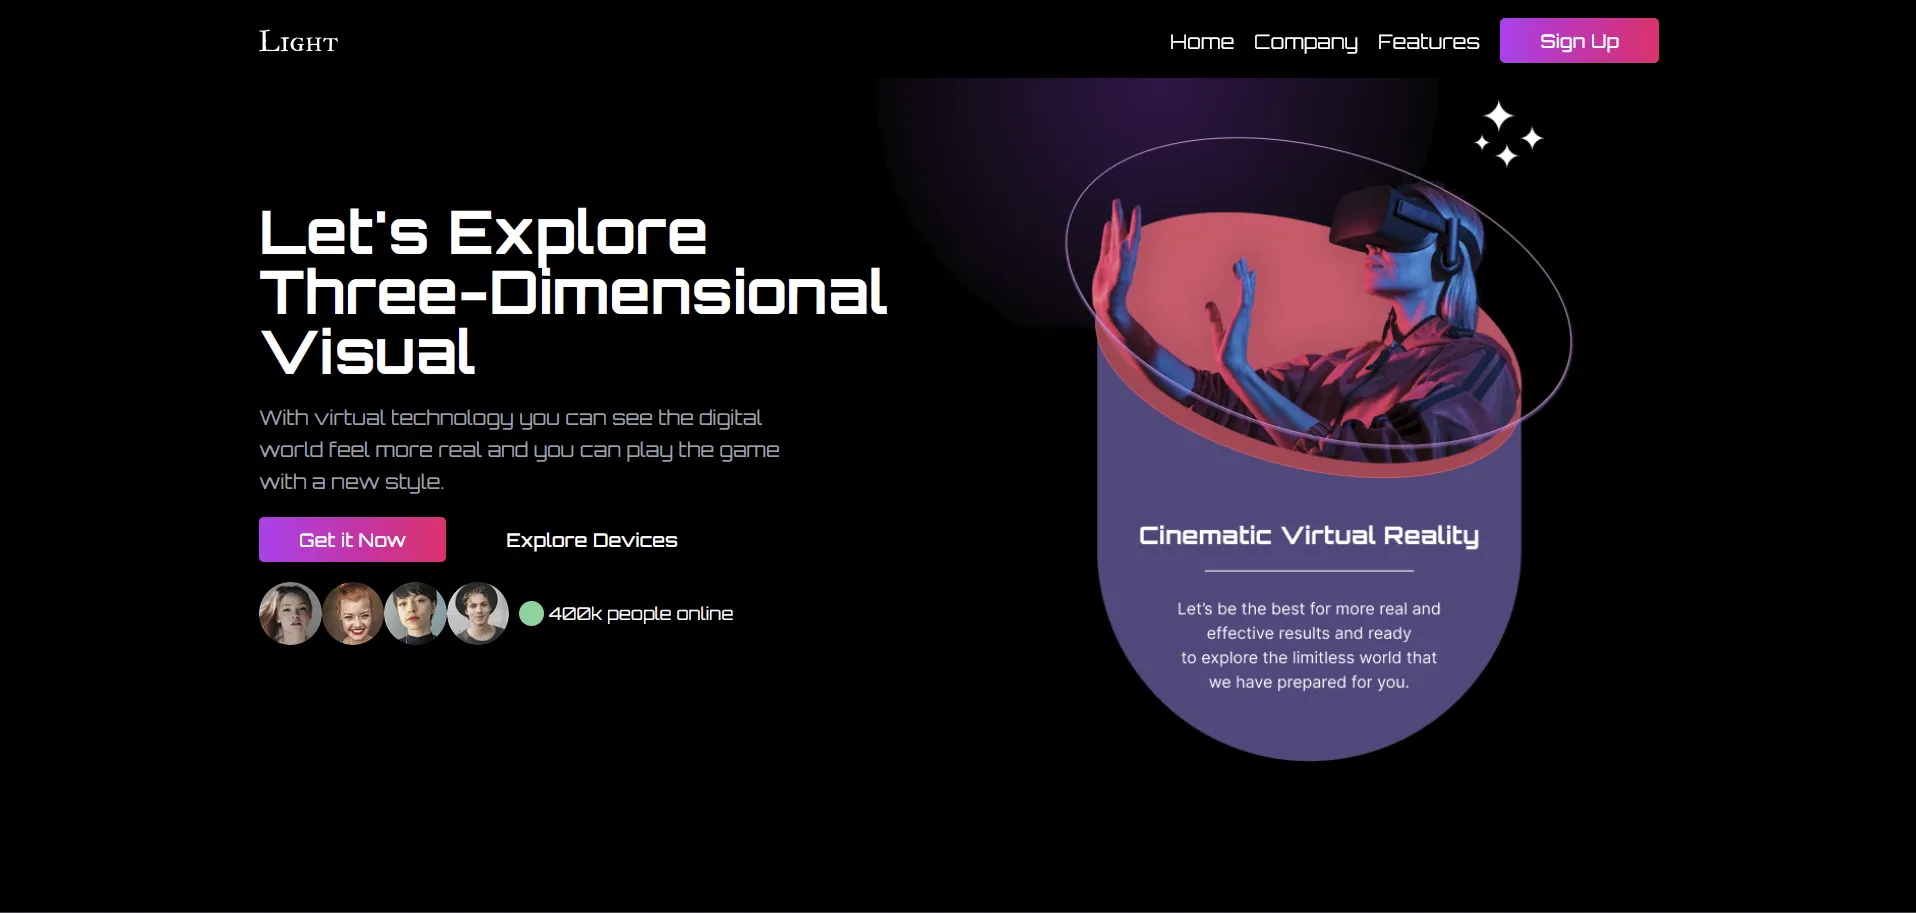 Light
Home Company Features Sign Up
Let's Explore
Three-Dimensional
Visual
With virtual technology you can see the digital
world feel more real and you can play the game
with a new style.
Get it Now Explore Devices
400k people online
Cinematic Virtual Reality
Let’s be the best for more real and
effective results and ready
to explore the limitless world that
we have prepared for you.